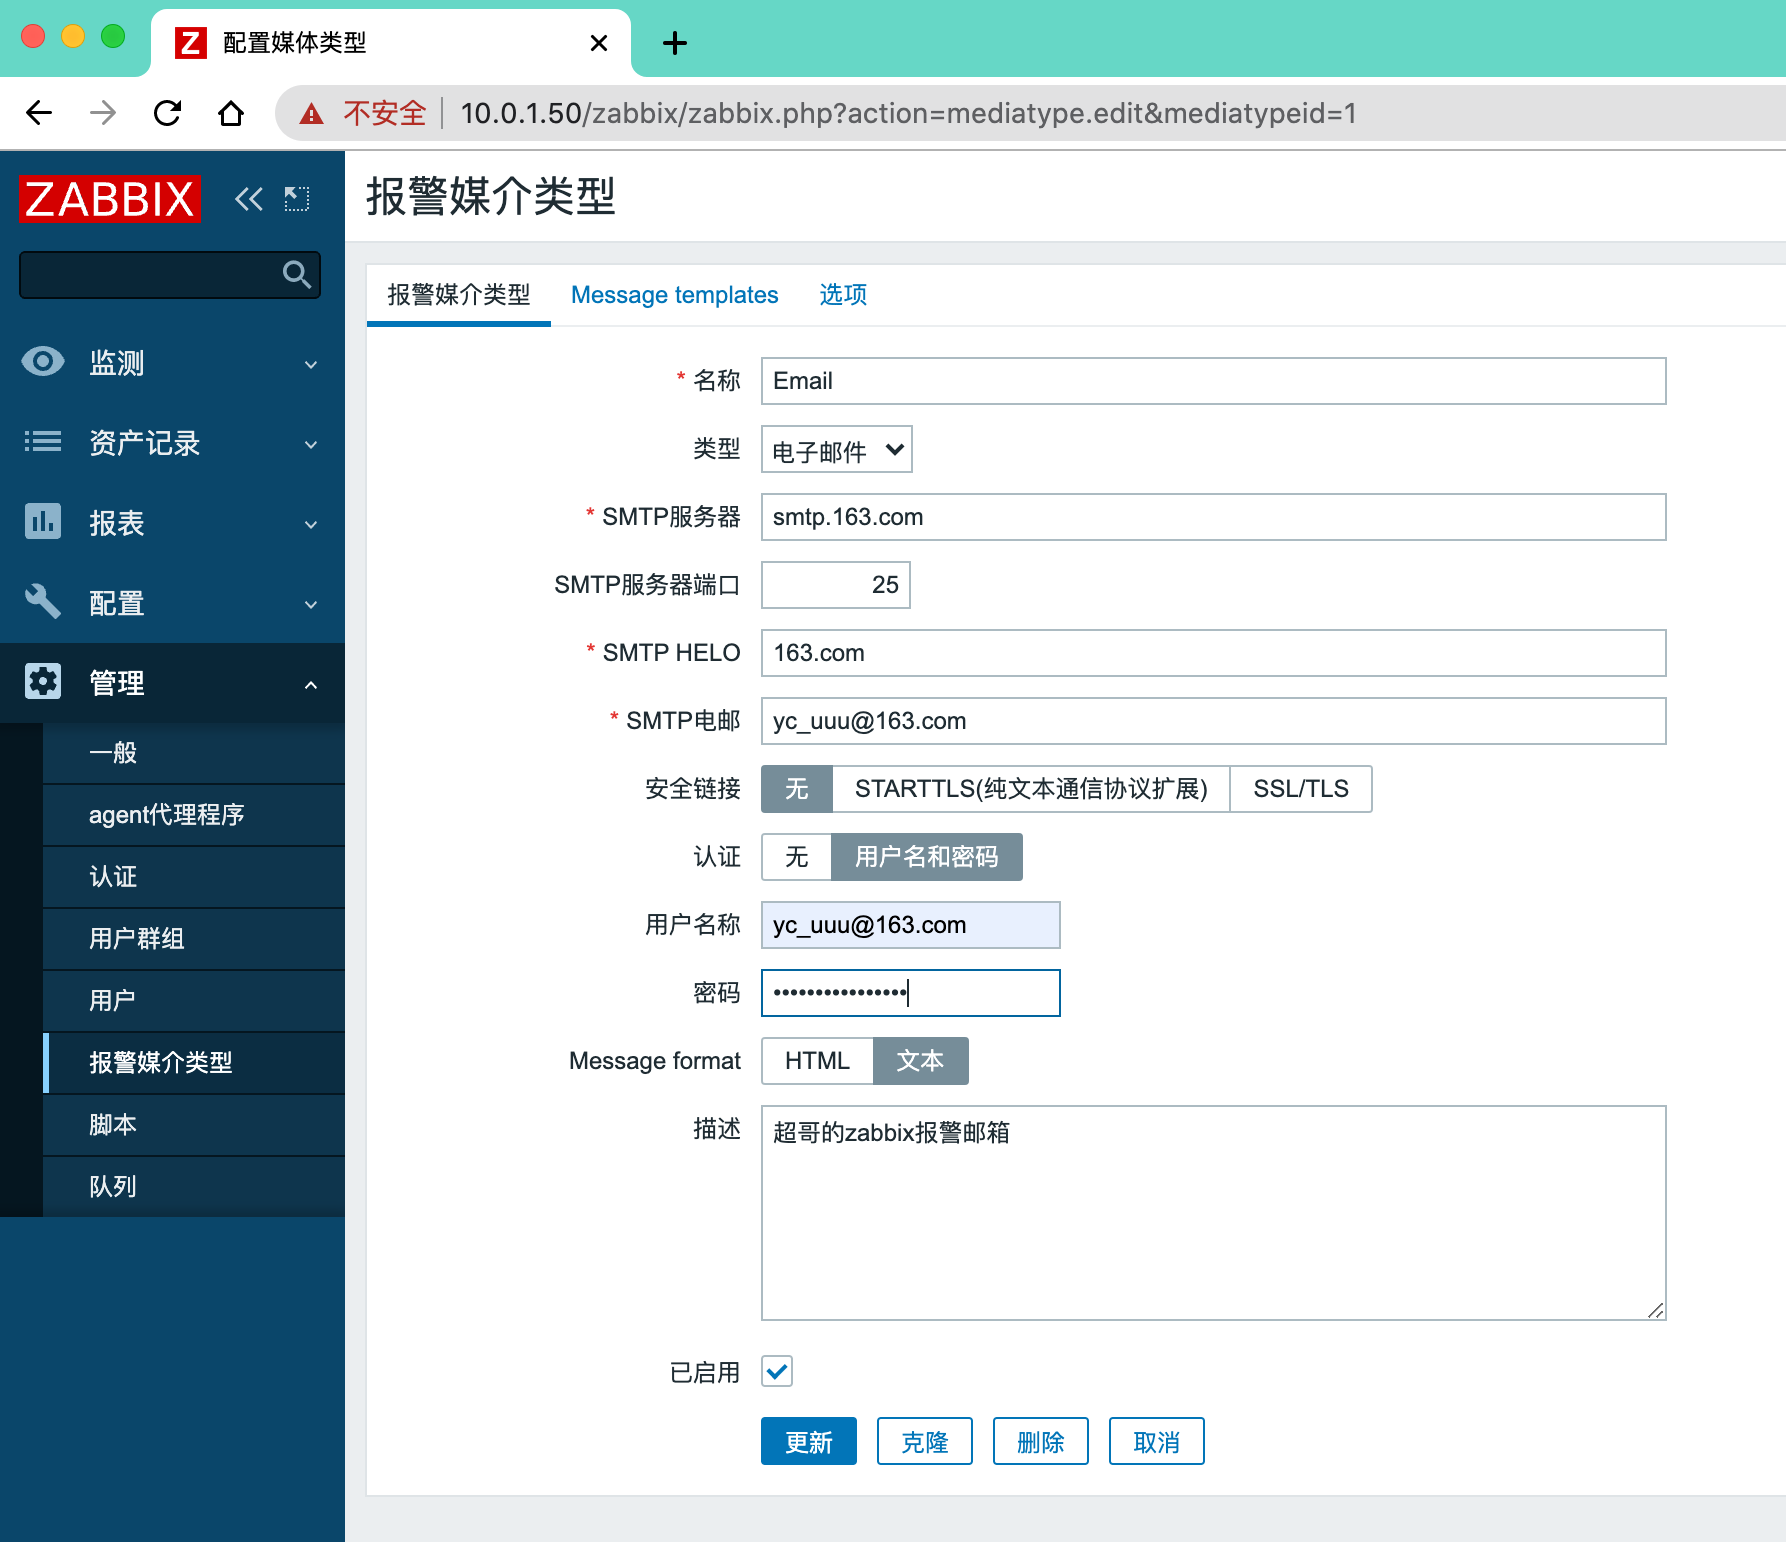 Z 配置媒体类型
不安全 10.0.1.50/zabbix/zabbix.php?action=mediatype.edit&mediatypeid=1
ZABBIX
监测
资产记录
报表
配置
管理
一般
agent代理程序
认证
用户群组
用户
报警媒介类型
脚本
队列
报警媒介类型
报警媒介类型 Message templates 选项
* 名称 Email
类型 电子邮件
* SMTP服务器 smtp.163.com
SMTP服务器端口 25
* SMTP HELO 163.com
* SMTP电邮 yc_uuu@163.com
安全链接 无 STARTTLS(纯文本通信协议扩展) SSL/TLS
认证 无 用户名和密码
用户名称 yc_uuu@163.com
密码 ••••••••••••••••
Message format HTML 文本
描述 超哥的zabbix报警邮箱
已启用
更新 克隆 删除 取消